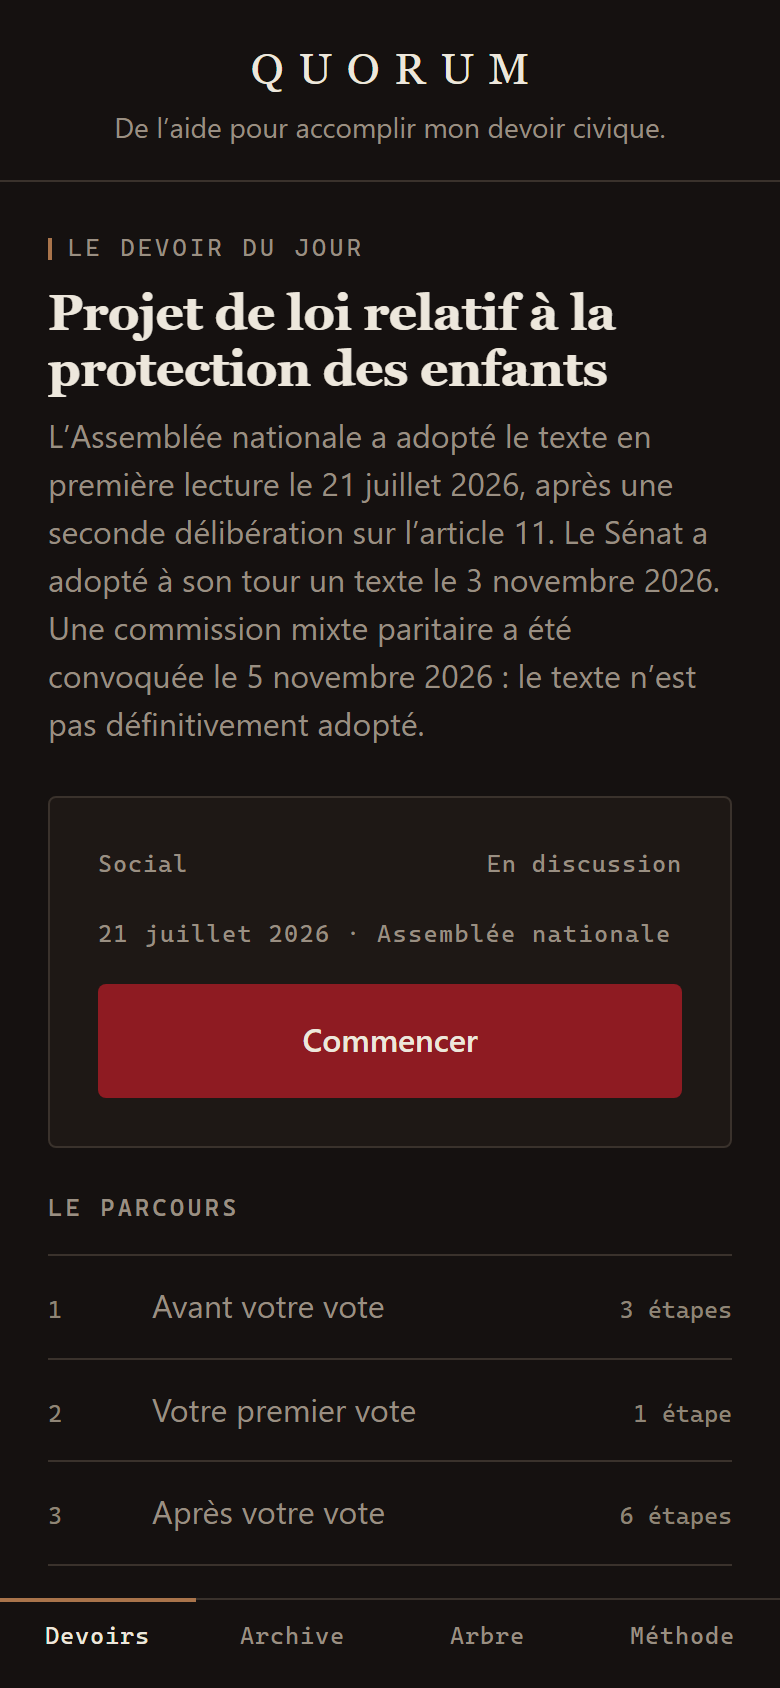 QUORUM
De l’aide pour accomplir mon devoir civique.
LE DEVOIR DU JOUR
Projet de loi relatif à la
protection des enfants
L’Assemblée nationale a adopté le texte en
première lecture le 21 juillet 2026, après une
seconde délibération sur l’article 11. Le Sénat a
adopté à son tour un texte le 3 novembre 2026.
Une commission mixte paritaire a été
convoquée le 5 novembre 2026 : le texte n’est
pas définitivement adopté.
Social En discussion
21 juillet 2026 · Assemblée nationale
Commencer
LE PARCOURS
1 Avant votre vote 3 étapes
2 Votre premier vote 1 étape
3 Après votre vote 6 étapes
Devoirs Archive Arbre Méthode